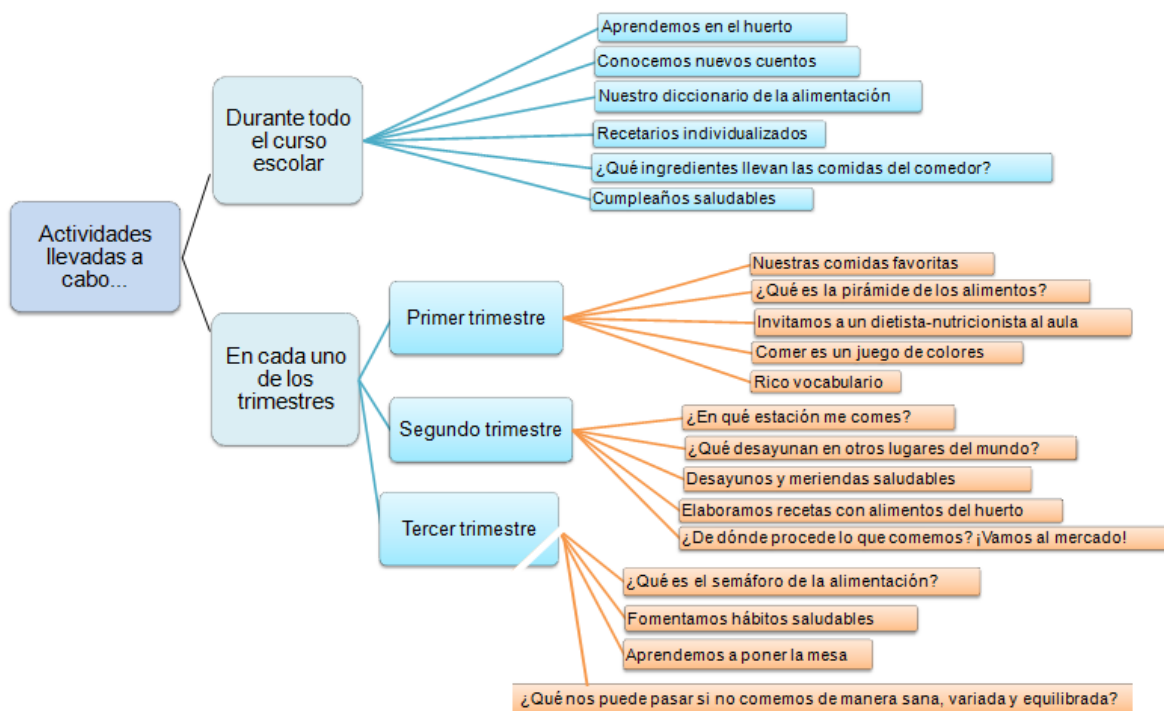 Actividades
llevadas a
cabo...
Durante todo
el curso
escolar
Aprendemos en el huerto
Conocemos nuevos cuentos
Nuestro diccionario de la alimentación
Recetarios individualizados
¿Qué ingredientes llevan las comidas del comedor?
Cumpleaños saludables
En cada uno
de los
trimestres
Primer trimestre
Nuestras comidas favoritas
¿Qué es la pirámide de los alimentos?
Invitamos a un dietista-nutricionista al aula
Comer es un juego de colores
Rico vocabulario
Segundo trimestre
¿En qué estación me comes?
¿Qué desayunan en otros lugares del mundo?
Desayunos y meriendas saludables
Elaboramos recetas con alimentos del huerto
¿De dónde procede lo que comemos? ¡Vamos al mercado!
Tercer trimestre
¿Qué es el semáforo de la alimentación?
Fomentamos hábitos saludables
Aprendemos a poner la mesa
¿Qué nos puede pasar si no comemos de manera sana, variada y equilibrada?